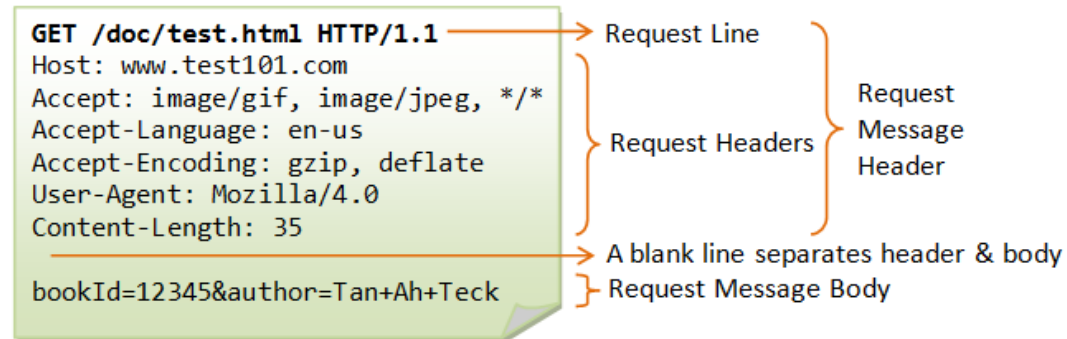 GET /doc/test.html HTTP/1.1
Host: www.test101.com
Accept: image/gif, image/jpeg, */*
Accept-Language: en-us
Accept-Encoding: gzip, deflate
User-Agent: Mozilla/4.0
Content-Length: 35
bookId=12345&author=Tan+Ah+Teck
Request Line
Request Headers
Request
Message
Header
A blank line separates header & body
Request Message Body